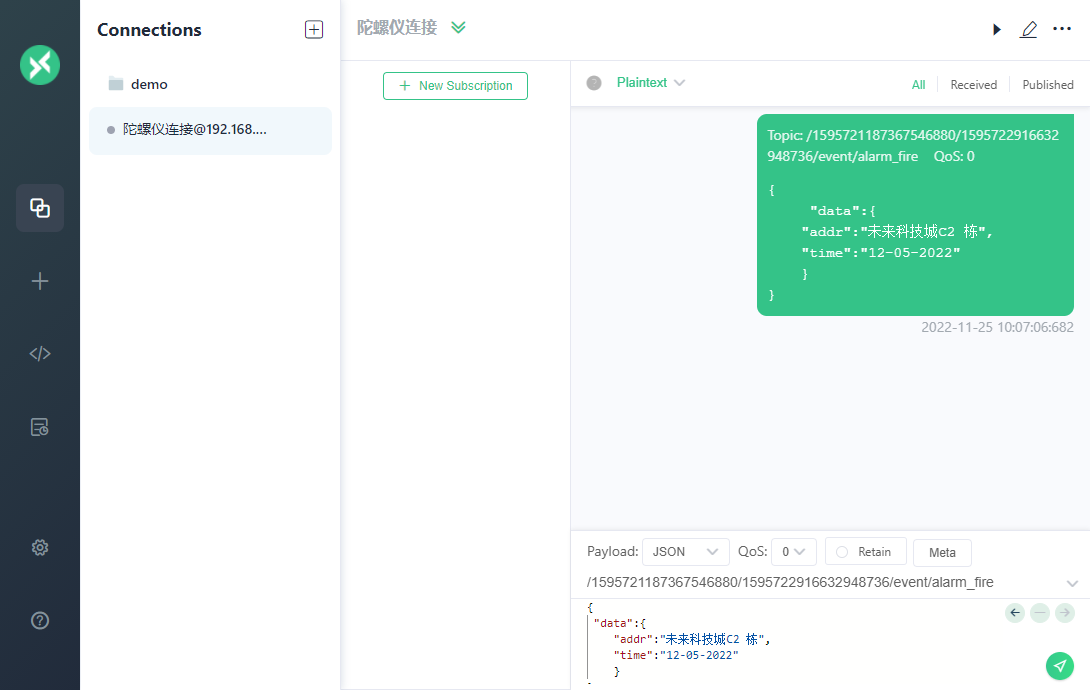 Connections
demo
陀螺仪连接@192.168....
陀螺仪连接
New Subscription
Plaintext
All
Received
Published
Topic: /1595721187367546880/1595722916632
948736/event/alarm_fire QoS: 0
{
"data":{
"addr":"未来科技城C2 栋",
"time":"12-05-2022"
}
}
2022-11-25 10:07:06:682
Payload: JSON QoS: 0 Retain Meta
/1595721187367546880/1595722916632948736/event/alarm_fire
{
"data":{
"addr":"未来科技城C2 栋",
"time":"12-05-2022"
}